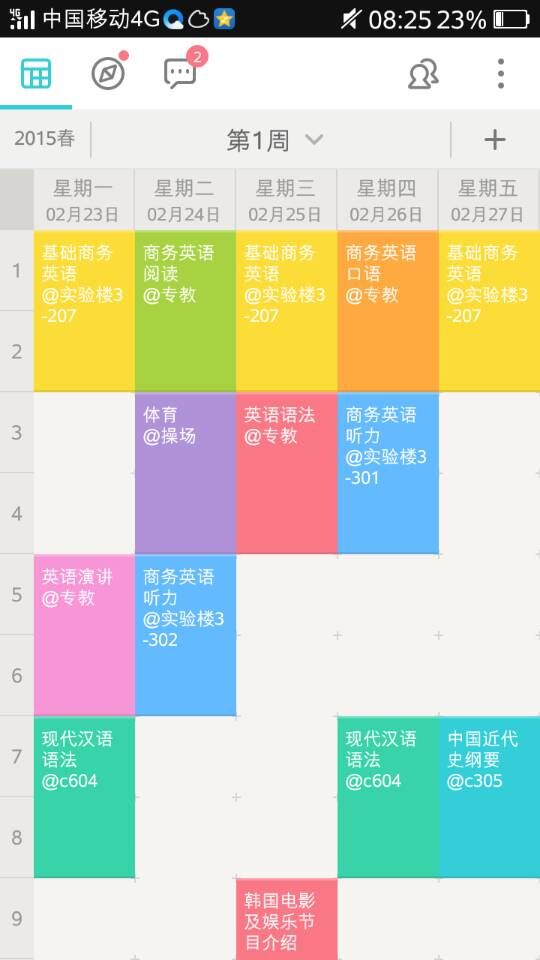 4G 中国移动4G 08:25 23%
2
2015春 第1周 +
星期一 星期二 星期三 星期四 星期五
02月23日 02月24日 02月25日 02月26日 02月27日
1
基础商务
英语
@实验楼3
-207
商务英语
阅读
@专教
基础商务
英语
@实验楼3
-207
商务英语
口语
@专教
基础商务
英语
@实验楼3
-207
2
3
体育
@操场
英语语法
@专教
商务英语
听力
@实验楼3
-301
4
5
英语演讲
@专教
商务英语
听力
@实验楼3
-302
6
7
现代汉语
语法
@c604
现代汉语
语法
@c604
中国近代
史纲要
@c305
8
9
韩国电影
及娱乐节
目介绍